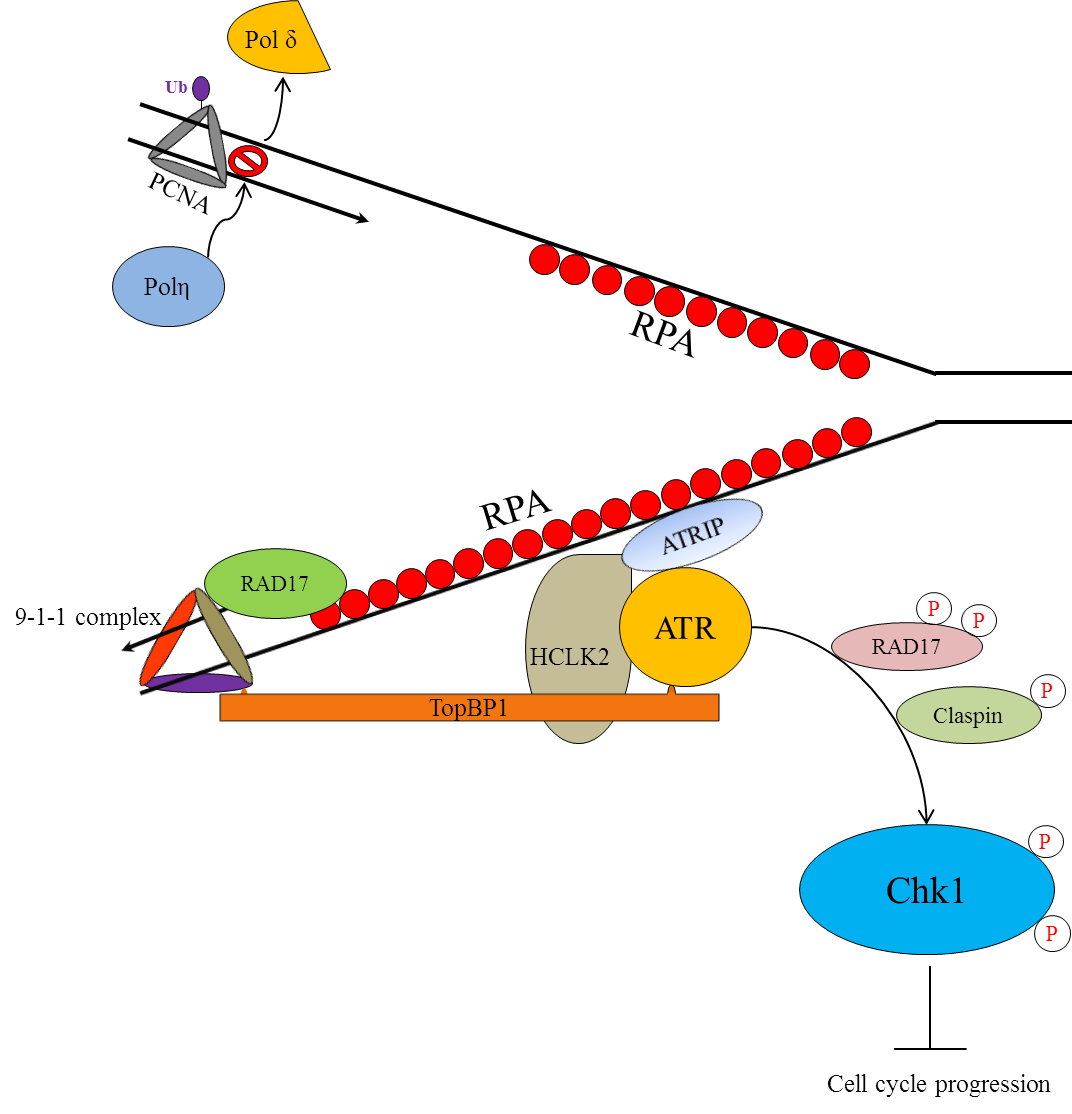 Pol δ
Ub
PCNA
Polη
RPA
RPA
ATRIP
RAD17
9-1-1 complex
ATR
HCLK2
TopBP1
P
P
RAD17
P
Claspin
P
Chk1
P
Cell cycle progression